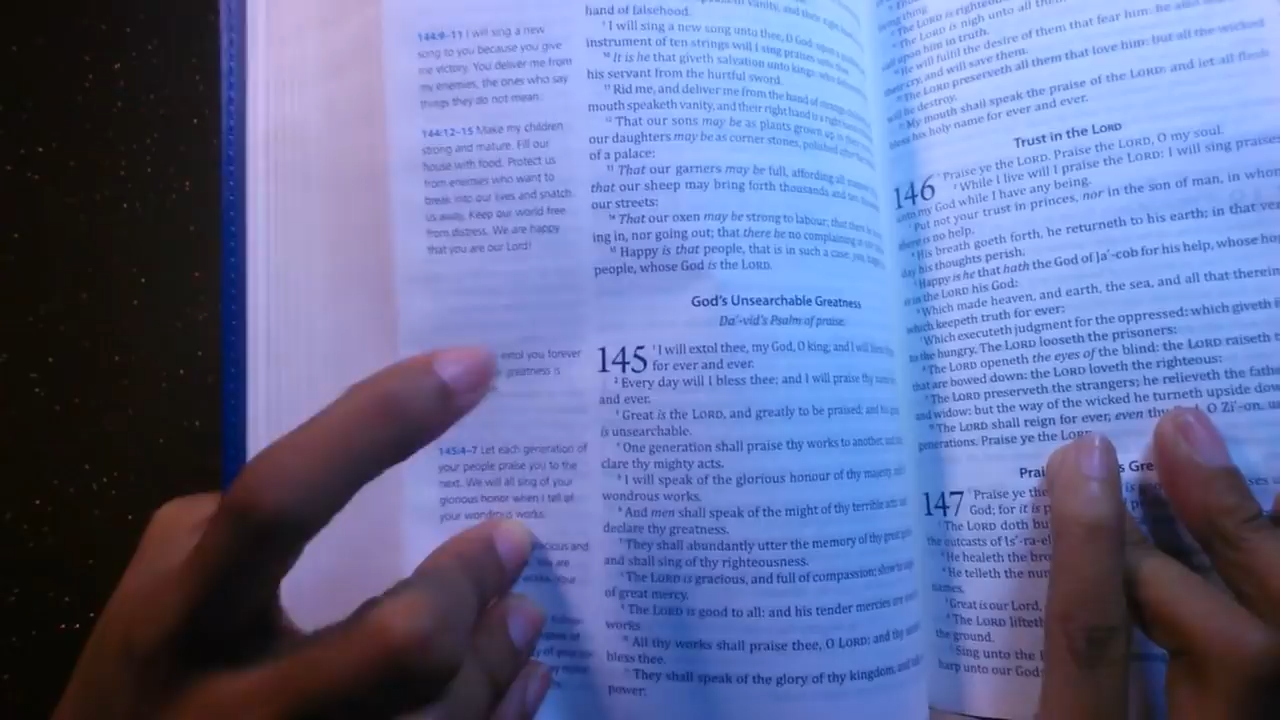 144:9-11 I will sing a new
song to you because you give
me victory. You deliver me from
my enemies, the ones who say
things they do not mean.
144:12-15 Make my children
strong and mature. Fill our
house with food. Protect us
from enemies who want to
break into our lives and snatch
us away. Keep our world free
from distress. We are happy
that you are our Lord!
extol you forever
greatness is
145:4-7 Let each generation of
your people praise you to the
next. We will all sing of your
glorious honor when I tell of
your wondrous works.
hand of falsehood.
9 I will sing a new song unto thee, O God: upon a
instrument of ten strings will I sing praises unto thee.
10 It is he that giveth salvation unto kings: who
his servant from the hurtful sword.
11 Rid me, and deliver me from the hand of
mouth speaketh vanity, and their right hand is a
12 That our sons may be as plants grown up in their
our daughters may be as corner stones, polished after the
of a palace:
13 That our garners may be full, affording all
that our sheep may bring forth thousands and ten
our streets:
14 That our oxen may be strong to labour; that there
ing in, nor going out; that there be no complaining
15 Happy is that people, that is in such a case: yea,
people, whose God is the LORD.
God's Unsearchable Greatness
Da'-vid's Psalm of praise.
145 1 I will extol thee, my God, O king; and I will
for ever and ever.
2 Every day will I bless thee; and I will praise thy
and ever.
3 Great is the LORD, and greatly to be praised; and his
is unsearchable.
4 One generation shall praise thy works to another,
clare thy mighty acts.
5 I will speak of the glorious honour of thy majesty
wondrous works.
6 And men shall speak of the might of thy terrible acts
declare thy greatness.
7 They shall abundantly utter the memory of thy great
and shall sing of thy righteousness.
8 The LORD is gracious, and full of compassion; slow to
of great mercy.
9 The LORD is good to all: and his tender mercies
works.
10 All thy works shall praise thee, O LORD; and thy
bless thee.
11 They shall speak of the glory of thy kingdom, and
power;
The LORD is nigh unto all
upon him in truth.
19 He will fulfil the desire of them that fear him: he also
their cry, and will save them.
20 The LORD preserveth all them that love him: but all the wicked
will he destroy.
21 My mouth shall speak the praise of the LORD: and let all flesh
bless his holy name for ever and ever.
Trust in the LORD
146 1 Praise ye the LORD. Praise the LORD, O my soul.
2 While I live will I praise the LORD: I will sing praises
unto my God while I have any being.
3 Put not your trust in princes, nor in the son of man, in whom
there is no help.
4 His breath goeth forth, he returneth to his earth; in that very
day his thoughts perish.
5 Happy is he that hath the God of Ja'-cob for his help, whose
is in the LORD his God:
6 Which made heaven, and earth, the sea, and all that therein
which keepeth truth for ever:
7 Which executeth judgment for the oppressed: which giveth
to the hungry. The LORD looseth the prisoners:
8 The LORD openeth the eyes of the blind: the LORD raiseth
that are bowed down: the LORD loveth the righteous:
9 The LORD preserveth the strangers; he relieveth the
and widow: but the way of the wicked he turneth upside
10 The LORD shall reign for ever, even thy O Zi'-on,
generations. Praise ye the LORD.
147 1 Praise ye the
God; for it is
2 The LORD doth
the outcasts of Is'-ra-el
3 He healeth the
4 He telleth the
names.
5 Great is our Lord,
6 The LORD lifteth
the ground.
7 Sing unto the
harp unto our God: